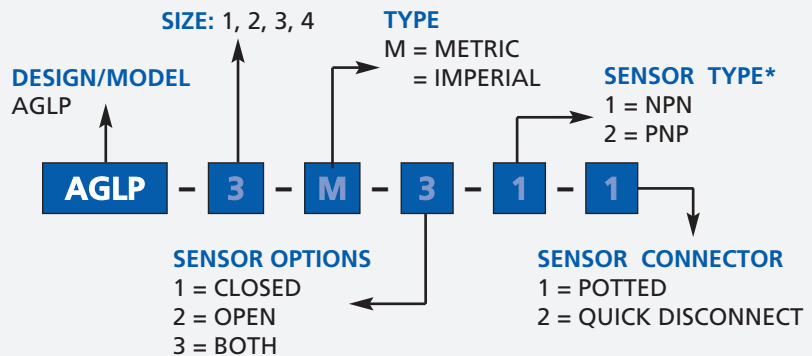 SIZE: 1, 2, 3, 4
TYPE
M = METRIC
= IMPERIAL
DESIGN/MODEL
AGLP
SENSOR TYPE*
1 = NPN
2 = PNP
AGLP - 3 - M - 3 - 1 - 1
SENSOR OPTIONS
1 = CLOSED
2 = OPEN
3 = BOTH
SENSOR CONNECTOR
1 = POTTED
2 = QUICK DISCONNECT